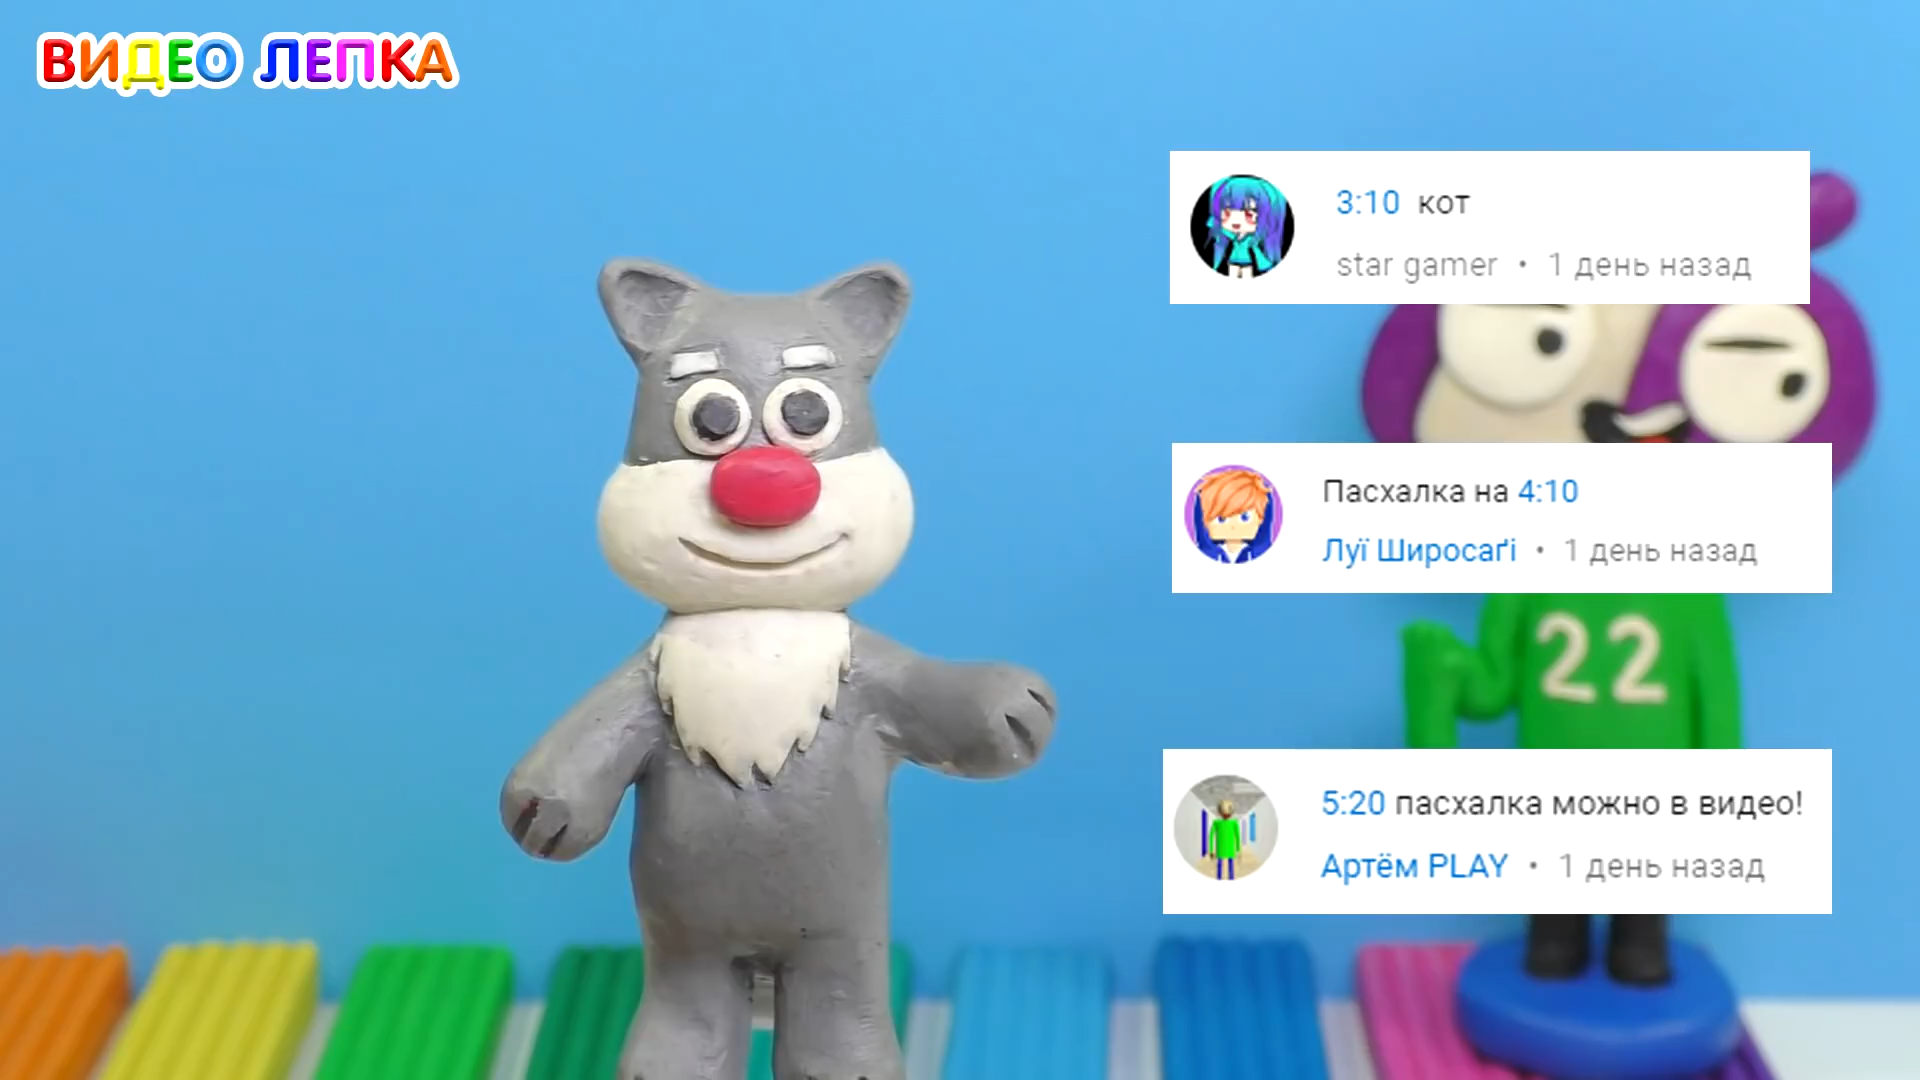 ВИДЕО ЛЕПКА
3:10 кот
star gamer • 1 день назад
Пасхалка на 4:10
Луї Широсаґі • 1 день назад
22
5:20 пасхалка можно в видео!
Артём PLAY • 1 день назад